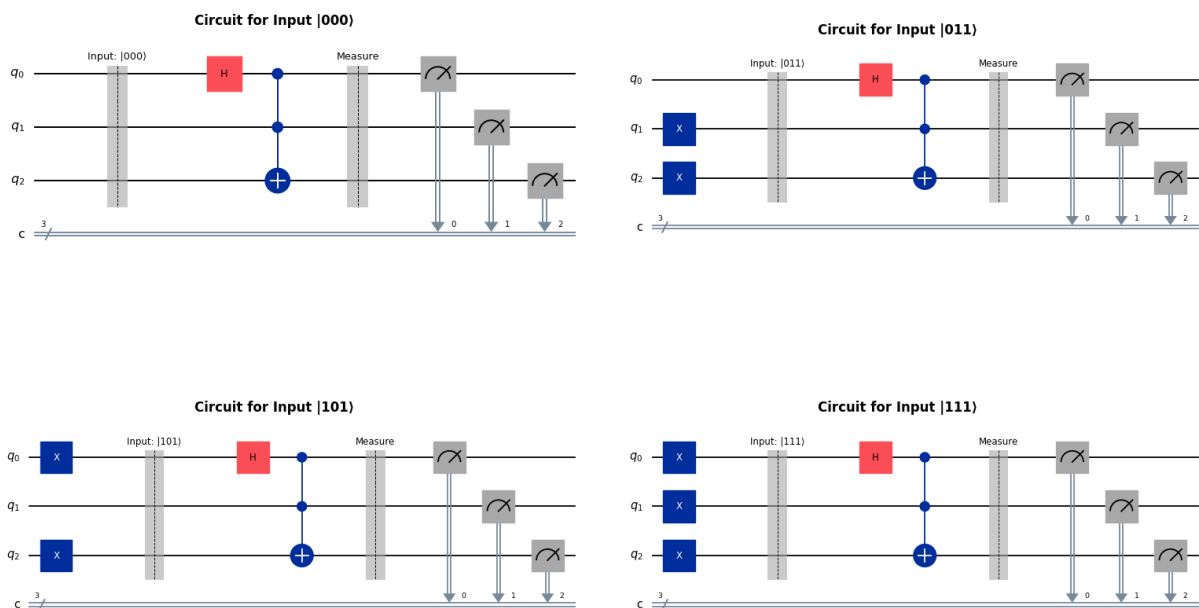 Circuit for Input |000⟩
Input: |000⟩
Measure
q₀
H
q₁
q₂
3
0
1
2
c
Circuit for Input |011⟩
Input: |011⟩
Measure
q₀
H
q₁
X
q₂
X
3
0
1
2
c
Circuit for Input |101⟩
Input: |101⟩
Measure
q₀
X
H
q₁
q₂
X
3
0
1
2
c
Circuit for Input |111⟩
Input: |111⟩
Measure
q₀
X
H
q₁
X
q₂
X
3
0
1
2
c